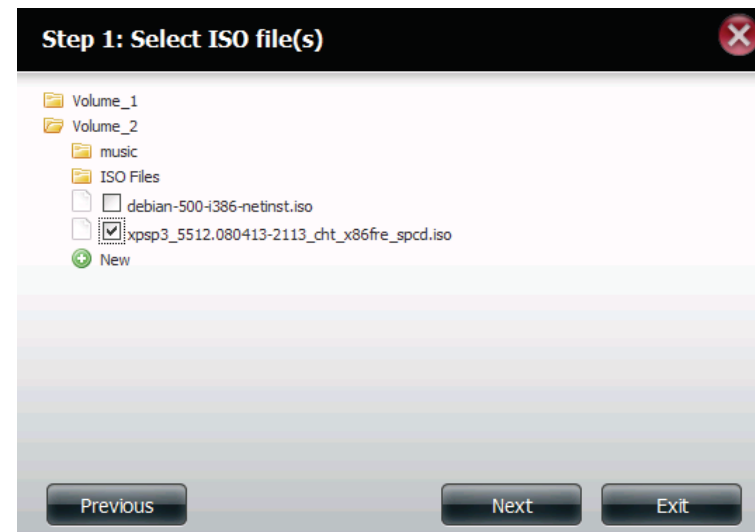 Step 1: Select ISO file(s)
Volume_1
Volume_2
music
ISO Files
debian-500-i386-netinst.iso
xpsp3_5512.080413-2113_cht_x86fre_spcd.iso
New
Previous Next Exit